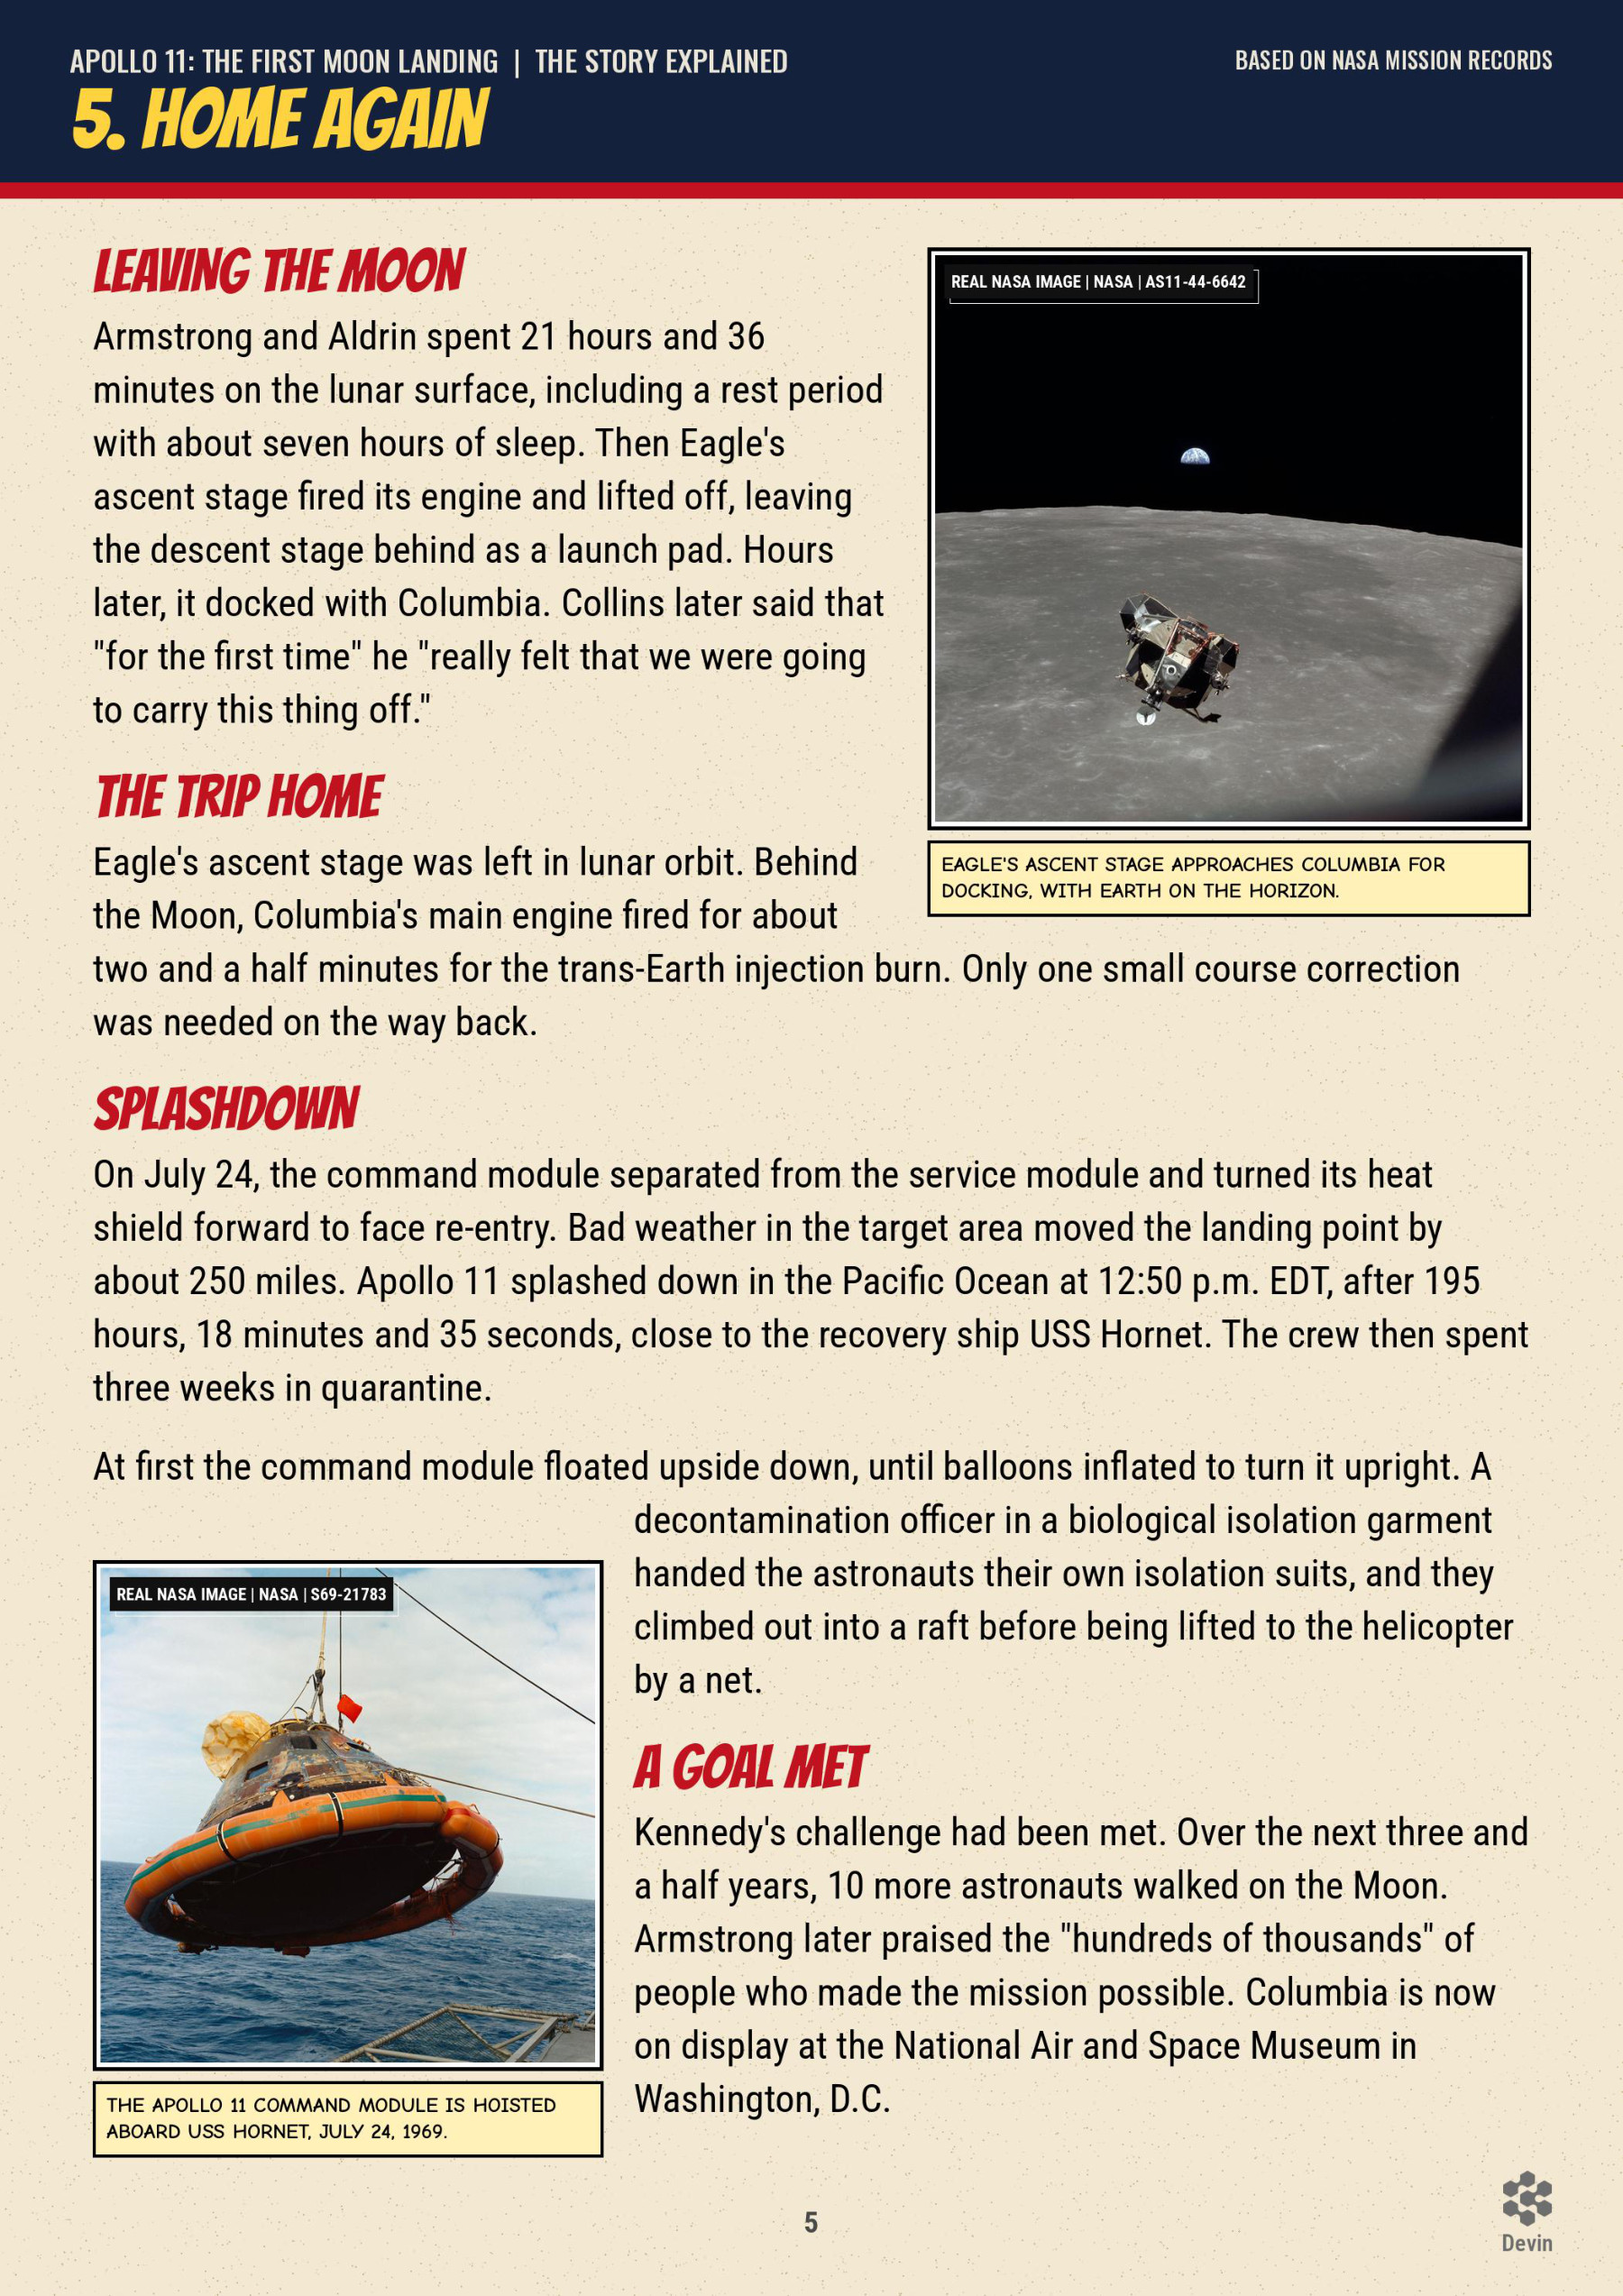 APOLLO 11: THE FIRST MOON LANDING | THE STORY EXPLAINED
BASED ON NASA MISSION RECORDS
5. HOME AGAIN
LEAVING THE MOON
Armstrong and Aldrin spent 21 hours and 36
minutes on the lunar surface, including a rest period
with about seven hours of sleep. Then Eagle's
ascent stage fired its engine and lifted off, leaving
the descent stage behind as a launch pad. Hours
later, it docked with Columbia. Collins later said that
"for the first time" he "really felt that we were going
to carry this thing off."
REAL NASA IMAGE | NASA | AS11-44-6642
EAGLE'S ASCENT STAGE APPROACHES COLUMBIA FOR
DOCKING, WITH EARTH ON THE HORIZON.
THE TRIP HOME
Eagle's ascent stage was left in lunar orbit. Behind
the Moon, Columbia's main engine fired for about
two and a half minutes for the trans-Earth injection burn. Only one small course correction
was needed on the way back.
SPLASHDOWN
On July 24, the command module separated from the service module and turned its heat
shield forward to face re-entry. Bad weather in the target area moved the landing point by
about 250 miles. Apollo 11 splashed down in the Pacific Ocean at 12:50 p.m. EDT, after 195
hours, 18 minutes and 35 seconds, close to the recovery ship USS Hornet. The crew then spent
three weeks in quarantine.
At first the command module floated upside down, until balloons inflated to turn it upright. A
decontamination officer in a biological isolation garment
handed the astronauts their own isolation suits, and they
climbed out into a raft before being lifted to the helicopter
by a net.
REAL NASA IMAGE | NASA | S69-21783
THE APOLLO 11 COMMAND MODULE IS HOISTED
ABOARD USS HORNET, JULY 24, 1969.
A GOAL MET
Kennedy's challenge had been met. Over the next three and
a half years, 10 more astronauts walked on the Moon.
Armstrong later praised the "hundreds of thousands" of
people who made the mission possible. Columbia is now
on display at the National Air and Space Museum in
Washington, D.C.
5
Devin